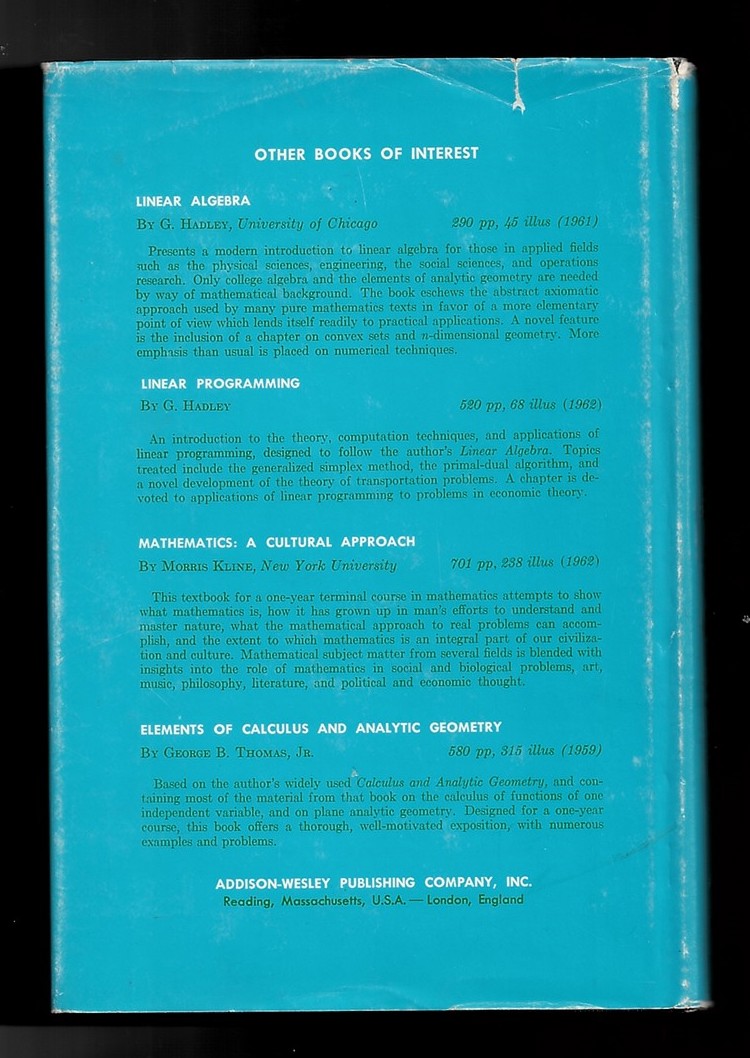 OTHER BOOKS OF INTEREST
LINEAR ALGEBRA
BY G. HADLEY, University of Chicago 290 pp, 45 illus (1961)
Presents a modern introduction to linear algebra for those in applied fields
such as the physical sciences, engineering, the social sciences, and operations
research. Only college algebra and the elements of analytic geometry are needed
by way of mathematical background. The book eschews the abstract axiomatic
approach used by many pure mathematics texts in favor of a more elementary
point of view which lends itself readily to practical applications. A novel feature
is the inclusion of a chapter on convex sets and n-dimensional geometry. More
emphasis than usual is placed on numerical techniques.
LINEAR PROGRAMMING
BY G. HADLEY 520 pp, 68 illus (1962)
An introduction to the theory, computation techniques, and applications of
linear programming, designed to follow the author's Linear Algebra. Topics
treated include the generalized simplex method, the primal-dual algorithm, and
a novel development of the theory of transportation problems. A chapter is de-
voted to applications of linear programming to problems in economic theory.
MATHEMATICS: A CULTURAL APPROACH
BY MORRIS KLINE, New York University 701 pp, 238 illus (1962)
This textbook for a one-year terminal course in mathematics attempts to show
what mathematics is, how it has grown up in man's efforts to understand and
master nature, what the mathematical approach to real problems can accom-
plish, and the extent to which mathematics is an integral part of our civiliza-
tion and culture. Mathematical subject matter from several fields is blended with
insights into the role of mathematics in social and biological problems, art,
music, philosophy, literature, and political and economic thought.
ELEMENTS OF CALCULUS AND ANALYTIC GEOMETRY
BY GEORGE B. THOMAS, JR. 580 pp, 315 illus (1959)
Based on the author's widely used Calculus and Analytic Geometry, and con-
taining most of the material from that book on the calculus of functions of one
independent variable, and on plane analytic geometry. Designed for a one-year
course, this book offers a thorough, well-motivated exposition, with numerous
examples and problems.
ADDISON-WESLEY PUBLISHING COMPANY, INC.
Reading, Massachusetts, U.S.A. — London, England